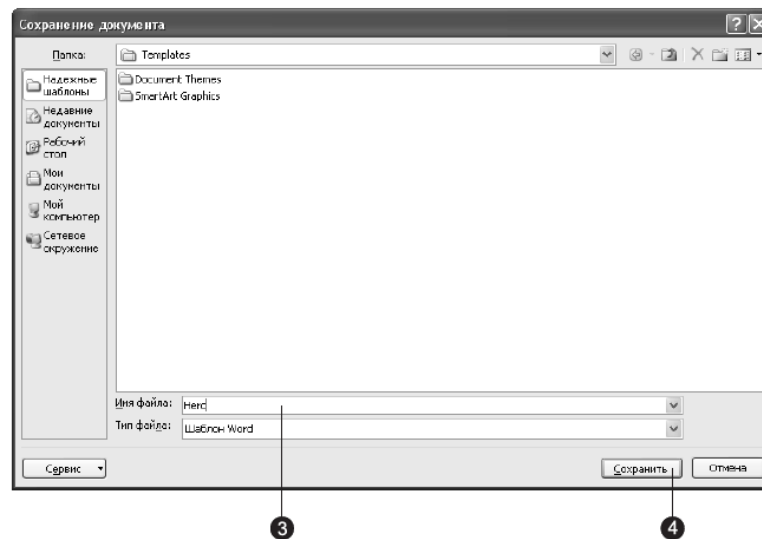 Сохранение документа
Папка: Templates
Надежные шаблоны
Недавние документы
Рабочий стол
Мои документы
Мой компьютер
Сетевое окружение
Document Themes
SmartArt Graphics
Имя файла:
Тип файла: Шаблон Word
Сервис
Сохранить
Отмена
3
4